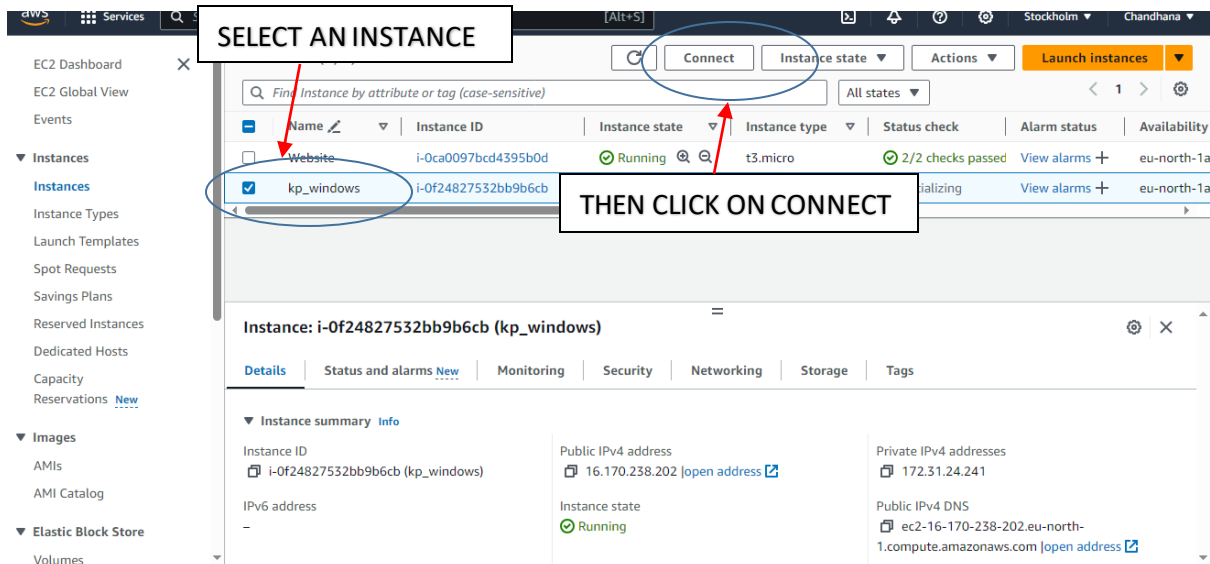 aws
Services
[Alt+S]
Stockholm ▼
Chandhana ▼
SELECT AN INSTANCE
EC2 Dashboard
EC2 Global View
Events
Instances
Instances
Instance Types
Launch Templates
Spot Requests
Savings Plans
Reserved Instances
Dedicated Hosts
Capacity
Reservations New
Images
AMIs
AMI Catalog
Elastic Block Store
Volumes
Connect
Instance state ▼
Actions ▼
Launch instances ▼
Find Instance by attribute or tag (case-sensitive)
All states ▼
1
Name
Instance ID
Instance state
Instance type
Status check
Alarm status
Availability
Website
i-0ca0097bcd4395b0d
Running
t3.micro
2/2 checks passed
View alarms +
eu-north-1a
kp_windows
i-0f24827532bb9b6cb
View alarms +
eu-north-1a
THEN CLICK ON CONNECT
Instance: i-0f24827532bb9b6cb (kp_windows)
Details
Status and alarms New
Monitoring
Security
Networking
Storage
Tags
Instance summary Info
Instance ID
i-0f24827532bb9b6cb (kp_windows)
Public IPv4 address
16.170.238.202 |open address
Private IPv4 addresses
172.31.24.241
IPv6 address
–
Instance state
Running
Public IPv4 DNS
ec2-16-170-238-202.eu-north-
1.compute.amazonaws.com |open address